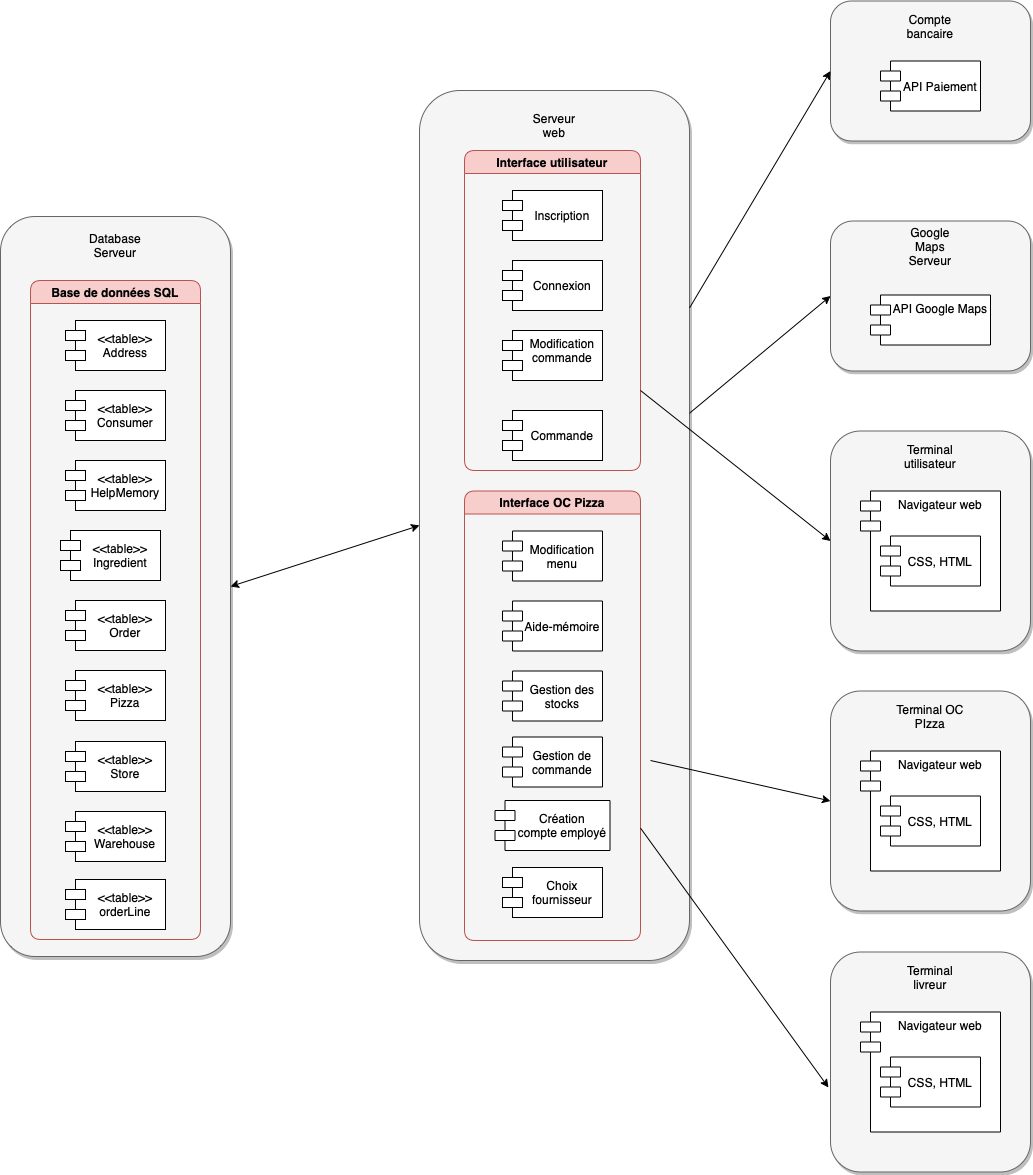 Database
Serveur
Base de données SQL
<<table>>
Address
<<table>>
Consumer
<<table>>
HelpMemory
<<table>>
Ingredient
<<table>>
Order
<<table>>
Pizza
<<table>>
Store
<<table>>
Warehouse
<<table>>
orderLine
Serveur
web
Interface utilisateur
Inscription
Connexion
Modification
commande
Commande
Interface OC Pizza
Modification
menu
Aide-mémoire
Gestion des
stocks
Gestion de
commande
Création
compte employé
Choix
fournisseur
Compte
bancaire
API Paiement
Google
Maps
Serveur
API Google Maps
Terminal
utilisateur
Navigateur web
CSS, HTML
Terminal OC
PIzza
Navigateur web
CSS, HTML
Terminal
livreur
Navigateur web
CSS, HTML